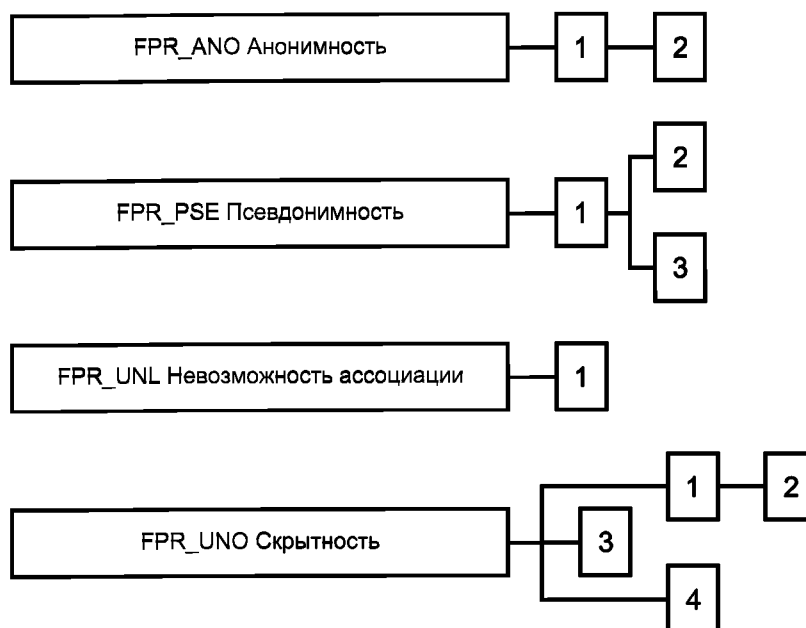 FPR_ANO Анонимность 1 2
2
FPR_PSE Псевдонимность 1
3
FPR_UNL Невозможность ассоциации 1
1 2
FPR_UNO Скрытность 3
4